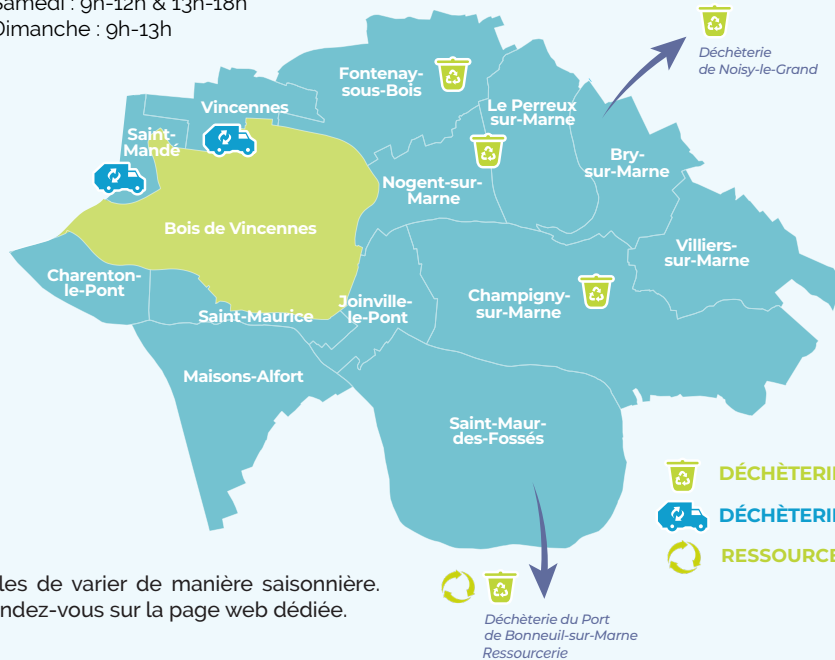 Samedi : 9h-12h & 13h-18h
Dimanche : 9h-13h
Déchèterie
de Noisy-le-Grand
Fontenay-
sous-Bois
Vincennes
Le Perreux
sur-Marne
Saint-
Mandé
Bry-
sur-Marne
Nogent-sur-
Marne
Bois de Vincennes
Villiers-
sur-Marne
Charenton-
le-Pont
Saint-Maurice
Joinville-
le-Pont
Champigny-
sur-Marne
Maisons-Alfort
Saint-Maur-
des-Fossés
DÉCHÈTERIE
DÉCHÈTERIE
RESSOURCE
les de varier de manière saisonnière.
ndez-vous sur la page web dédiée.
Déchèterie du Port
de Bonneuil-sur-Marne
Ressourcerie